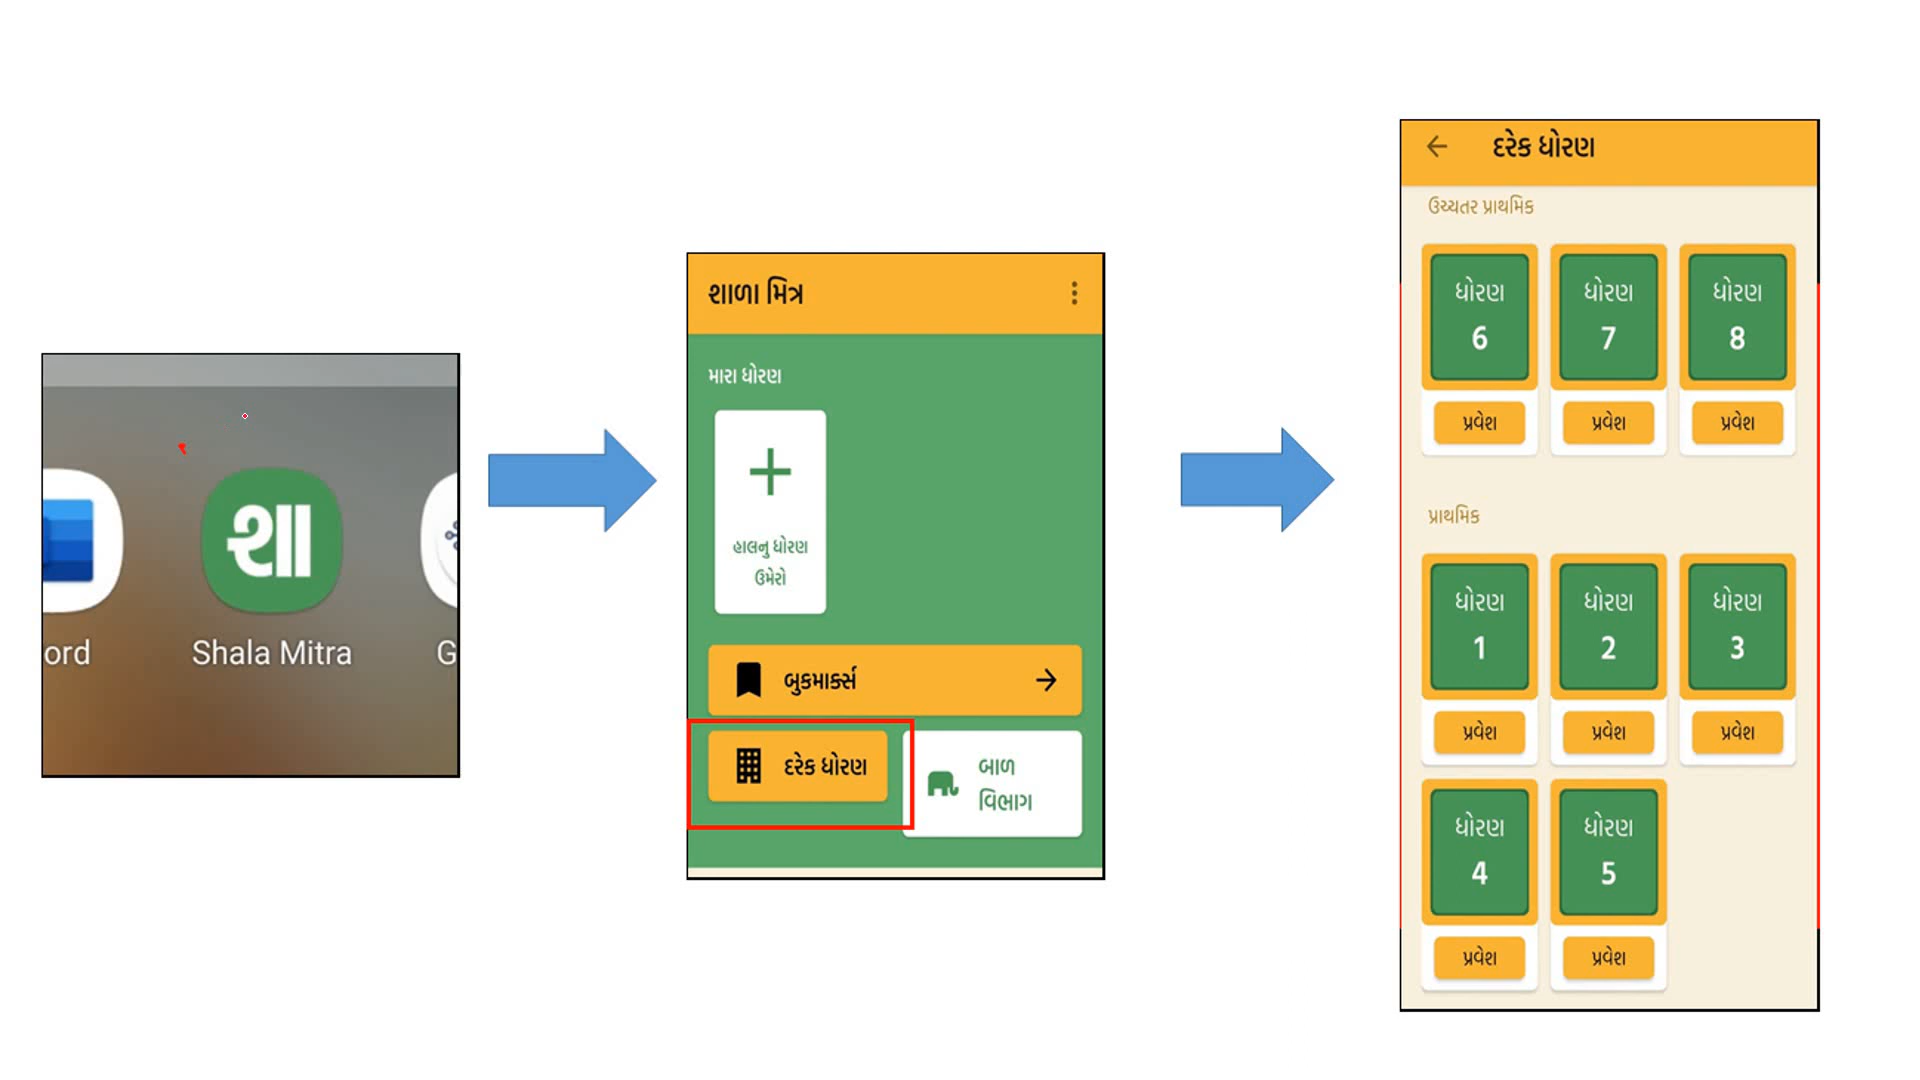 શા
ord
Shala Mitra
G
શાળા મિત્ર
મારા ધોરણ
હાલનુ ધોરણ
ઉમેરો
બુકમાર્ક્સ
દરેક ધોરણ
બાળ
વિભાગ
દરેક ધોરણ
ઉચ્ચતર પ્રાથમિક
ધોરણ ધોરણ ધોરણ
6 7 8
પ્રવેશ પ્રવેશ પ્રવેશ
પ્રાથમિક
ધોરણ ધોરણ ધોરણ
1 2 3
પ્રવેશ પ્રવેશ પ્રવેશ
ધોરણ ધોરણ
4 5
પ્રવેશ પ્રવેશ